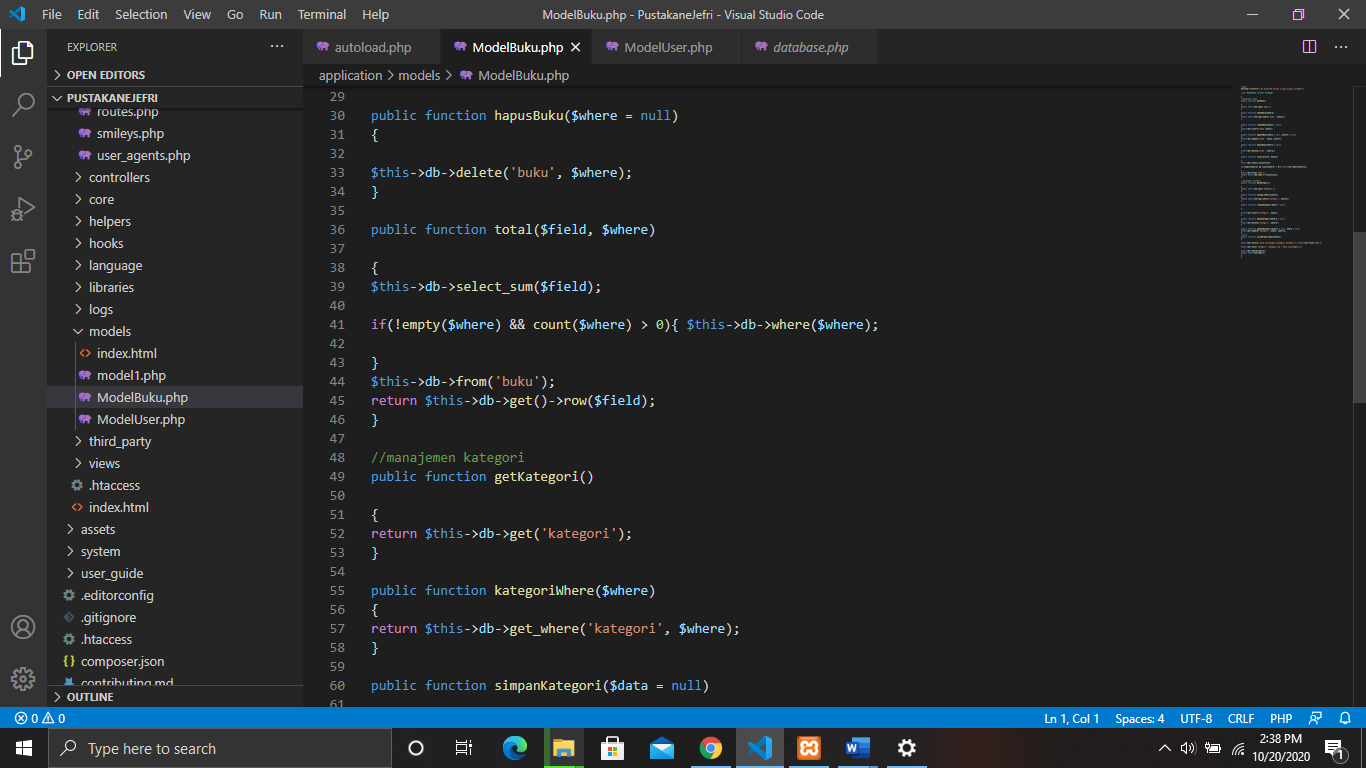 File Edit Selection View Go Run Terminal Help ModelBuku.php - PustakaneJefri - Visual Studio Code
EXPLORER
autoload.php ModelBuku.php ModelUser.php database.php
OPEN EDITORS
application > models > ModelBuku.php
PUSTAKANEJEFRI
routes.php
smileys.php
user_agents.php
controllers
core
helpers
hooks
language
libraries
logs
models
index.html
model1.php
ModelBuku.php
ModelUser.php
third_party
views
.htaccess
index.html
assets
system
user_guide
.editorconfig
.gitignore
.htaccess
composer.json
contributing.md
OUTLINE
29
30 public function hapusBuku($where = null)
31 {
32
33 $this->db->delete('buku', $where);
34 }
35
36 public function total($field, $where)
37
38 {
39 $this->db->select_sum($field);
40
41 if(!empty($where) && count($where) > 0){ $this->db->where($where);
42
43 }
44 $this->db->from('buku');
45 return $this->db->get()->row($field);
46 }
47
48 //manajemen kategori
49 public function getKategori()
50
51 {
52 return $this->db->get('kategori');
53 }
54
55 public function kategoriWhere($where)
56 {
57 return $this->db->get_where('kategori', $where);
58 }
59
60 public function simpanKategori($data = null)
61
0 0 Ln 1, Col 1 Spaces: 4 UTF-8 CRLF PHP
Type here to search
2:38 PM
10/20/2020
1